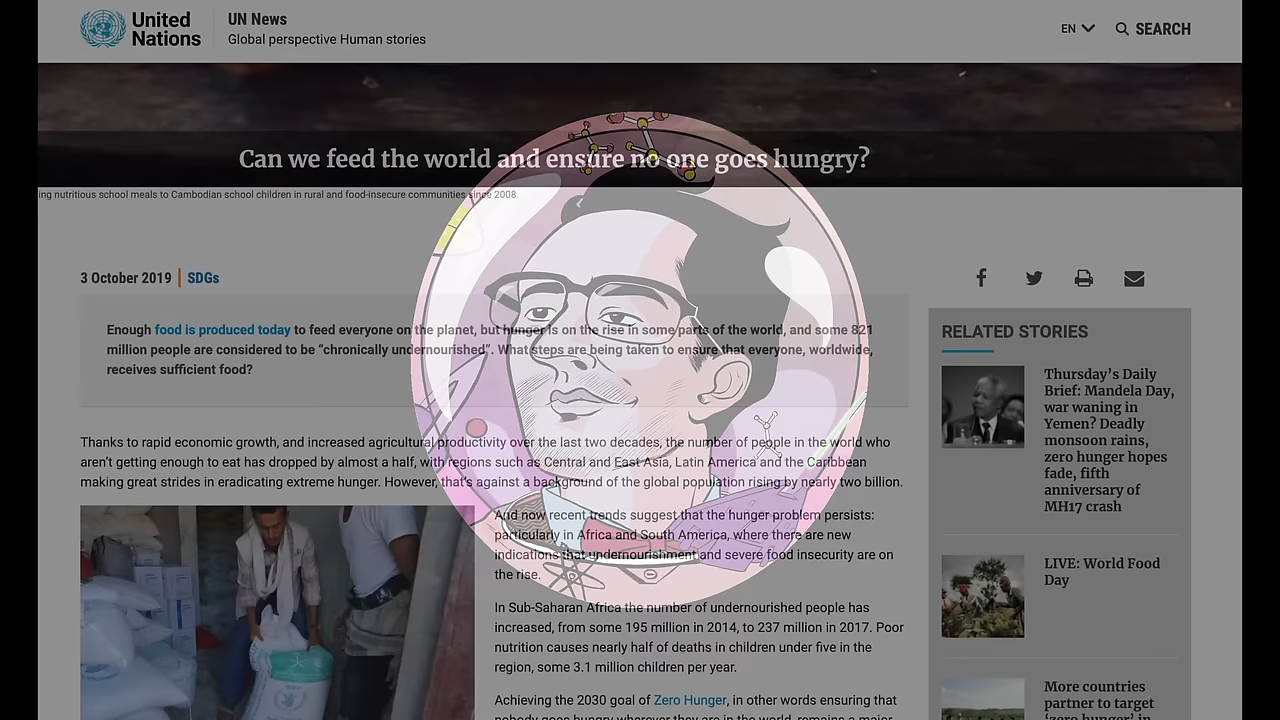 United
Nations
UN News
Global perspective Human stories
EN
SEARCH
Can we feed the world and ensure no one goes hungry?
ing nutritious school meals to Cambodian school children in rural and food-insecure communities since 2008.
3 October 2019 | SDGs
Enough food is produced today to feed everyone on the planet, but hunger is on the rise in some parts of the world, and some 821
million people are considered to be “chronically undernourished”. What steps are being taken to ensure that everyone, worldwide,
receives sufficient food?
Thanks to rapid economic growth, and increased agricultural productivity over the last two decades, the number of people in the world who
aren’t getting enough to eat has dropped by almost a half, with regions such as Central and East Asia, Latin America and the Caribbean
making great strides in eradicating extreme hunger. However, that’s against a background of the global population rising by nearly two billion.
And now recent trends suggest that the hunger problem persists:
particularly in Africa and South America, where there are new
indications that undernourishment and severe food insecurity are on
the rise.
In Sub-Saharan Africa the number of undernourished people has
increased, from some 195 million in 2014, to 237 million in 2017. Poor
nutrition causes nearly half of deaths in children under five in the
region, some 3.1 million children per year.
Achieving the 2030 goal of Zero Hunger, in other words ensuring that
nobody goes hungry wherever they are in the world, remains a major
RELATED STORIES
Thursday’s Daily
Brief: Mandela Day,
war waning in
Yemen? Deadly
monsoon rains,
zero hunger hopes
fade, fifth
anniversary of
MH17 crash
LIVE: World Food
Day
More countries
partner to target
‘zero hunger’ in